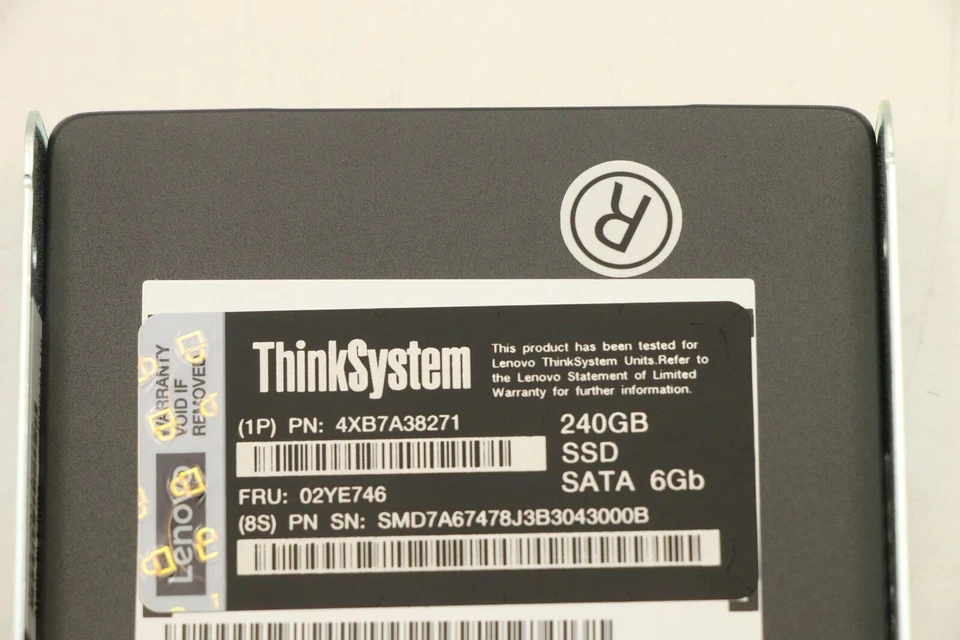 R
ThinkSystem
This product has been tested for
Lenovo ThinkSystem Units.Refer to
the Lenovo Statement of Limited
Warranty for further information.
WARRANTY
VOID IF
REMOVED
Lenovo
(1P) PN: 4XB7A38271
240GB
SSD
SATA 6Gb
FRU: 02YE746
(8S) PN SN: SMD7A67478J3B3043000B